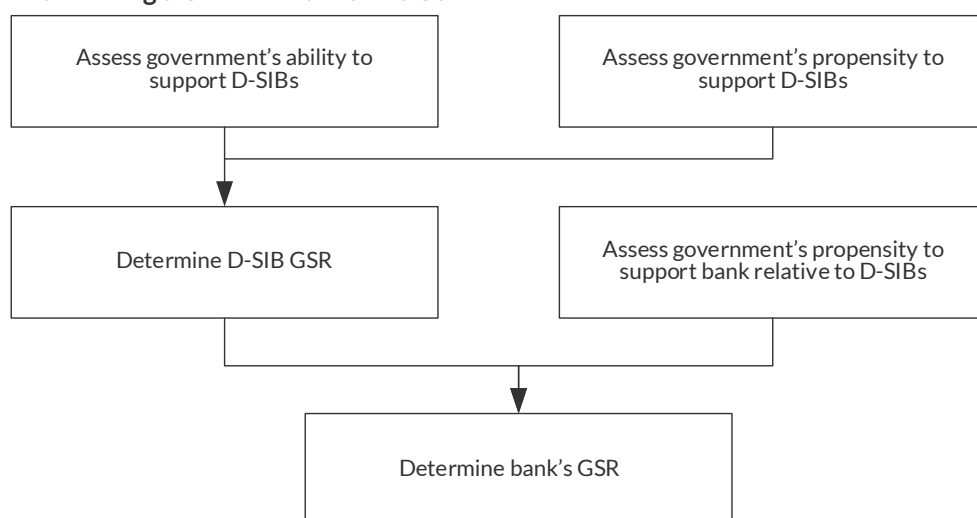 Assess government’s ability to
support D-SIBs
Assess government’s propensity to
support D-SIBs
Determine D-SIB GSR
Assess government’s propensity to
support bank relative to D-SIBs
Determine bank’s GSR